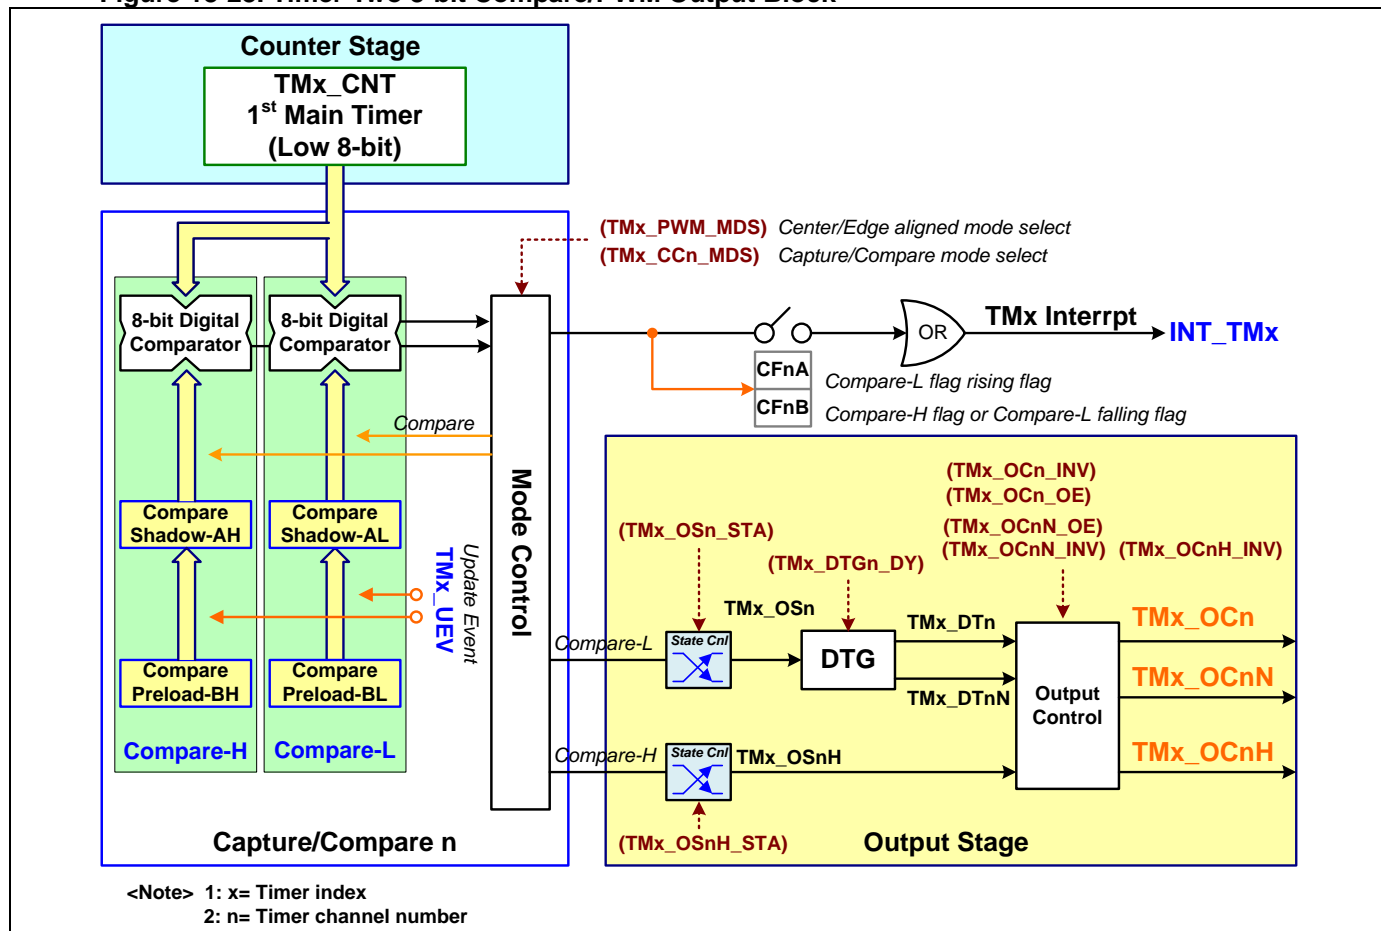 Counter Stage
TMx_CNT
1st Main Timer
(Low 8-bit)
(TMx_PWM_MDS) Center/Edge aligned mode select
(TMx_CCn_MDS) Capture/Compare mode select
8-bit Digital
Comparator
8-bit Digital
Comparator
OR
TMx Interrpt
INT_TMx
CFnA
CFnB
Compare-L flag rising flag
Compare-H flag or Compare-L falling flag
Compare
Mode Control
Compare
Shadow-AH
Compare
Shadow-AL
Update Event
TMx_UEV
Compare
Preload-BH
Compare
Preload-BL
Compare-H
Compare-L
Capture/Compare n
(TMx_OCn_INV)
(TMx_OCn_OE)
(TMx_OSn_STA)
(TMx_OCnN_OE)
(TMx_OCnN_INV)
(TMx_OCnH_INV)
(TMx_DTGn_DY)
TMx_OSn
Compare-L
State Cnl
DTG
TMx_DTn
TMx_DTnN
Output
Control
TMx_OCn
TMx_OCnN
TMx_OCnH
Compare-H
State Cnl
TMx_OSnH
(TMx_OSnH_STA)
Output Stage
<Note> 1: x= Timer index
2: n= Timer channel number